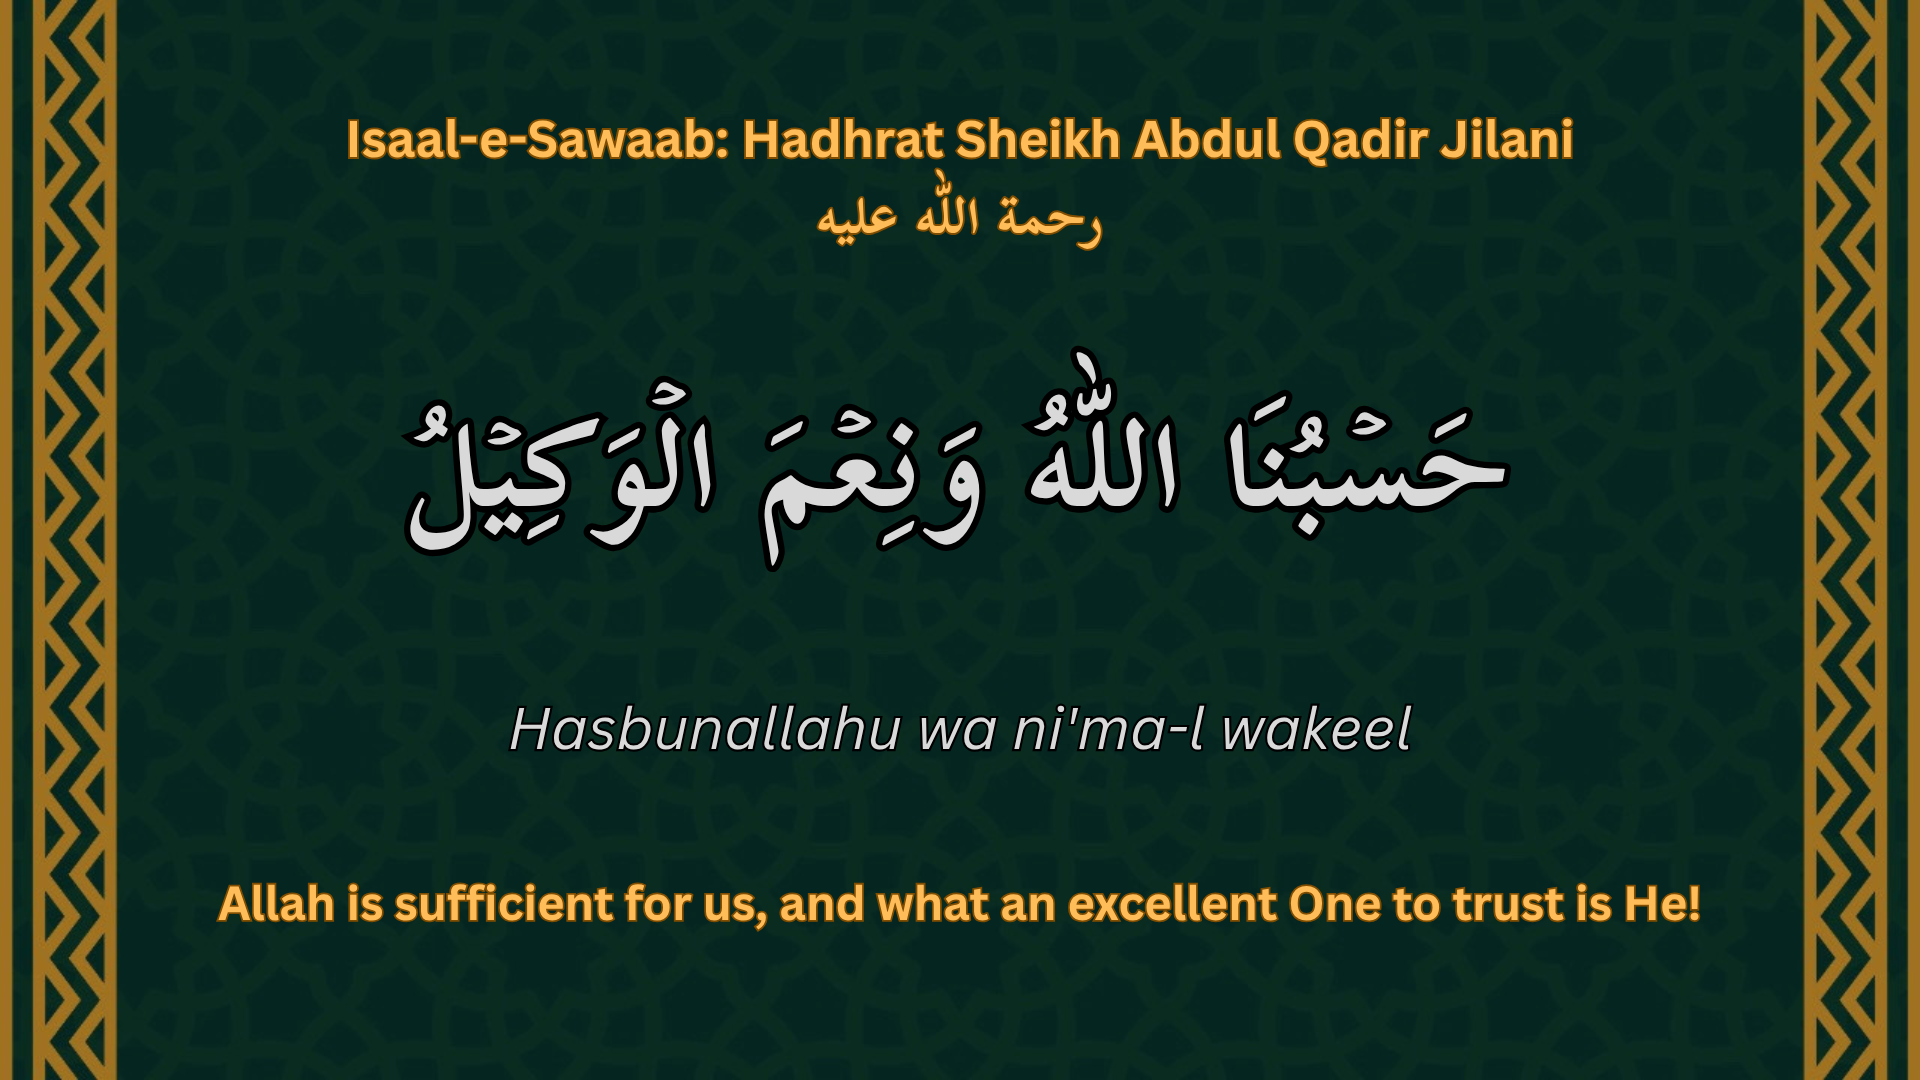 Isaal-e-Sawaab: Hadhrat Sheikh Abdul Qadir Jilani
رحمة الله عليه
حَسۡبُنَا اللّٰهُ وَنِعۡمَ الۡوَكِيۡلُ
Hasbunallahu wa ni'ma-l wakeel
Allah is sufficient for us, and what an excellent One to trust is He!